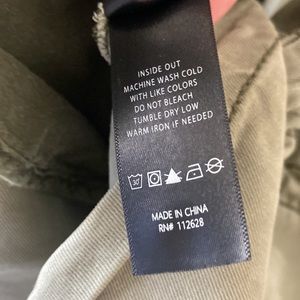 INSIDE OUT
MACHINE WASH COLD
WITH LIKE COLORS
DO NOT BLEACH
TUMBLE DRY LOW
WARM IRON IF NEEDED
30°
MADE IN CHINA
RN# 112628